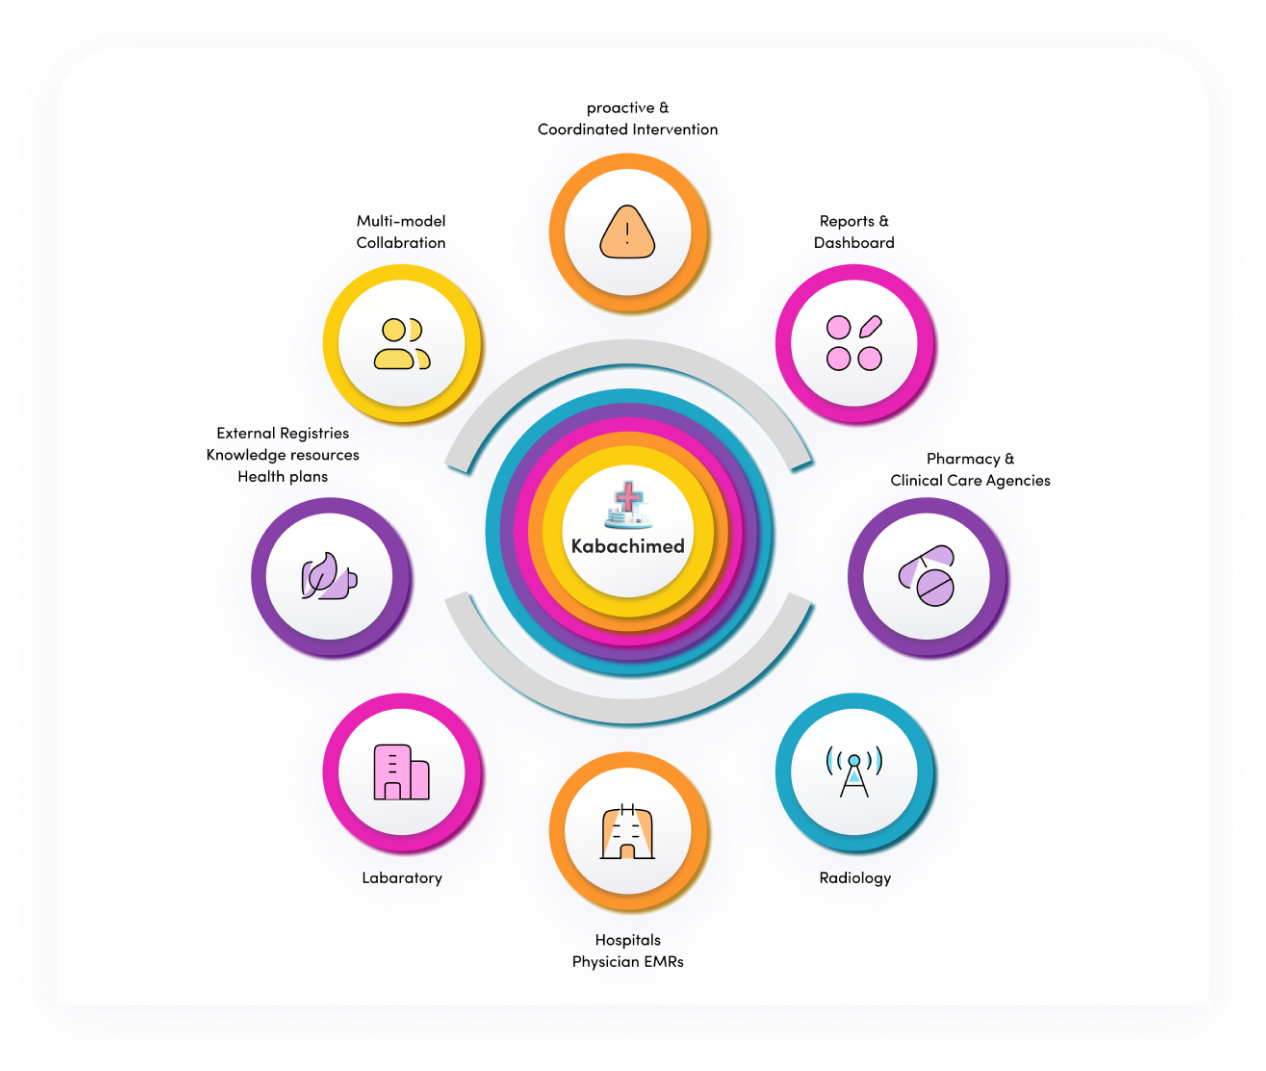 proactive &
Coordinated Intervention
Multi-model
Collabration
Reports &
Dashboard
External Registries
Knowledge resources
Health plans
Pharmacy &
Clinical Care Agencies
Kabachimed
Labaratory
Radiology
Hospitals
Physician EMRs